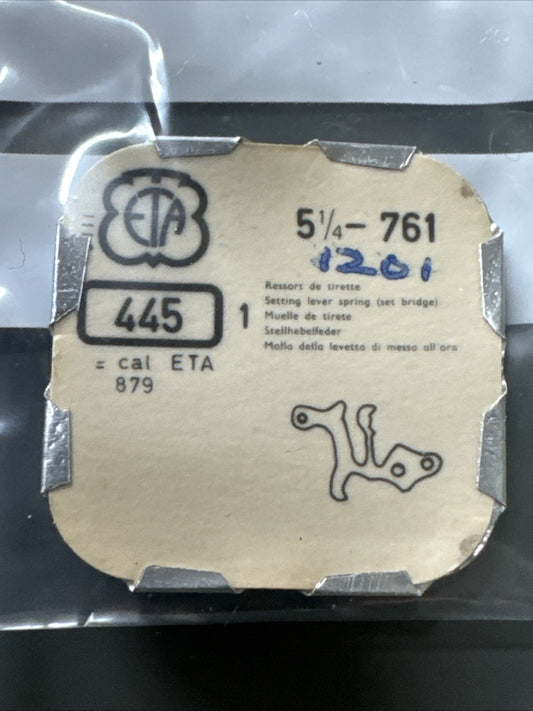 ETA
5¼– 761
1201
445
1
Ressort de tirette
Setting lever spring (set bridge)
Muelle de tirete
Stellhebelfeder
Molla della levetta di messa all'ora
= cal ETA
879